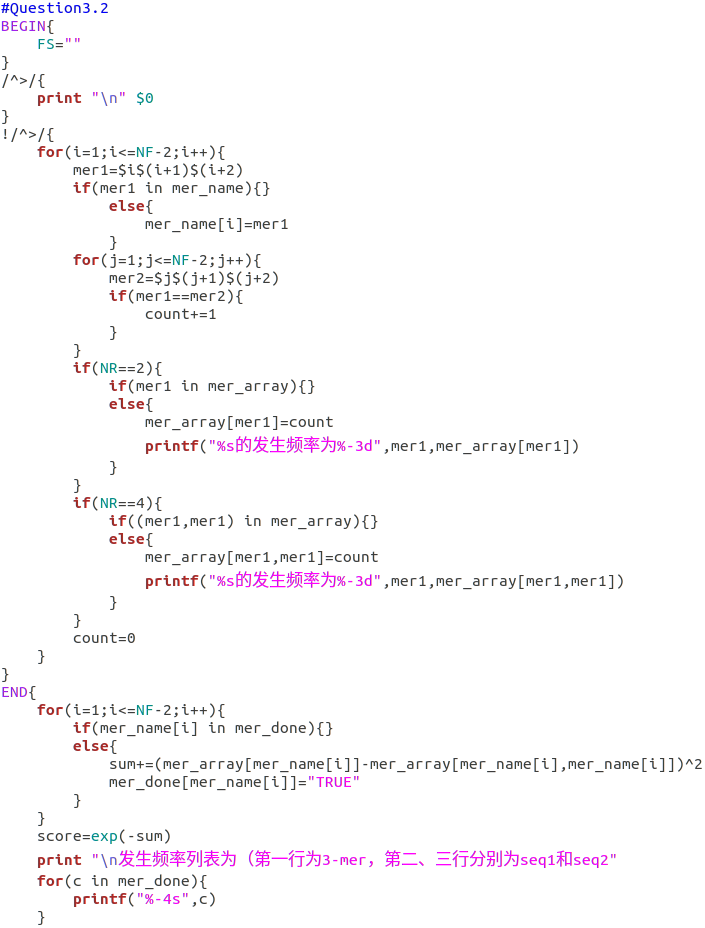 #Question3.2
BEGIN{
    FS=""
}
/^>/{
    print "\n" $0
}
!/^>/{
    for(i=1;i<=NF-2;i++){
        mer1=$i$(i+1)$(i+2)
        if(mer1 in mer_name){}
            else{
                mer_name[i]=mer1
            }
        for(j=1;j<=NF-2;j++){
            mer2=$j$(j+1)$(j+2)
            if(mer1==mer2){
                count+=1
            }
        }
        if(NR==2){
            if(mer1 in mer_array){}
            else{
                mer_array[mer1]=count
                printf("%s的发生频率为%-3d",mer1,mer_array[mer1])
            }
        }
        if(NR==4){
            if((mer1,mer1) in mer_array){}
            else{
                mer_array[mer1,mer1]=count
                printf("%s的发生频率为%-3d",mer1,mer_array[mer1,mer1])
            }
        }
        count=0
    }
}
END{
    for(i=1;i<=NF-2;i++){
        if(mer_name[i] in mer_done){}
        else{
            sum+=(mer_array[mer_name[i]]-mer_array[mer_name[i],mer_name[i]])^2
            mer_done[mer_name[i]]="TRUE"
        }
    }
    score=exp(-sum)
    print "\n发生频率列表为（第一行为3-mer，第二、三行分别为seq1和seq2"
    for(c in mer_done){
        printf("%-4s",c)
    }